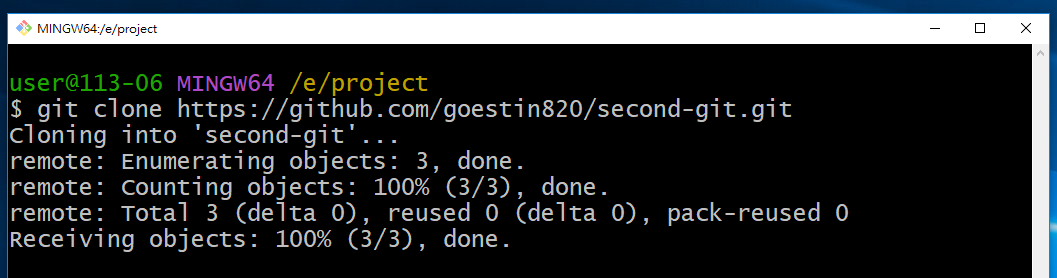 MINGW64:/e/project
user@113-06 MINGW64 /e/project
$ git clone https://github.com/goestin820/second-git.git
Cloning into 'second-git'...
remote: Enumerating objects: 3, done.
remote: Counting objects: 100% (3/3), done.
remote: Total 3 (delta 0), reused 0 (delta 0), pack-reused 0
Receiving objects: 100% (3/3), done.